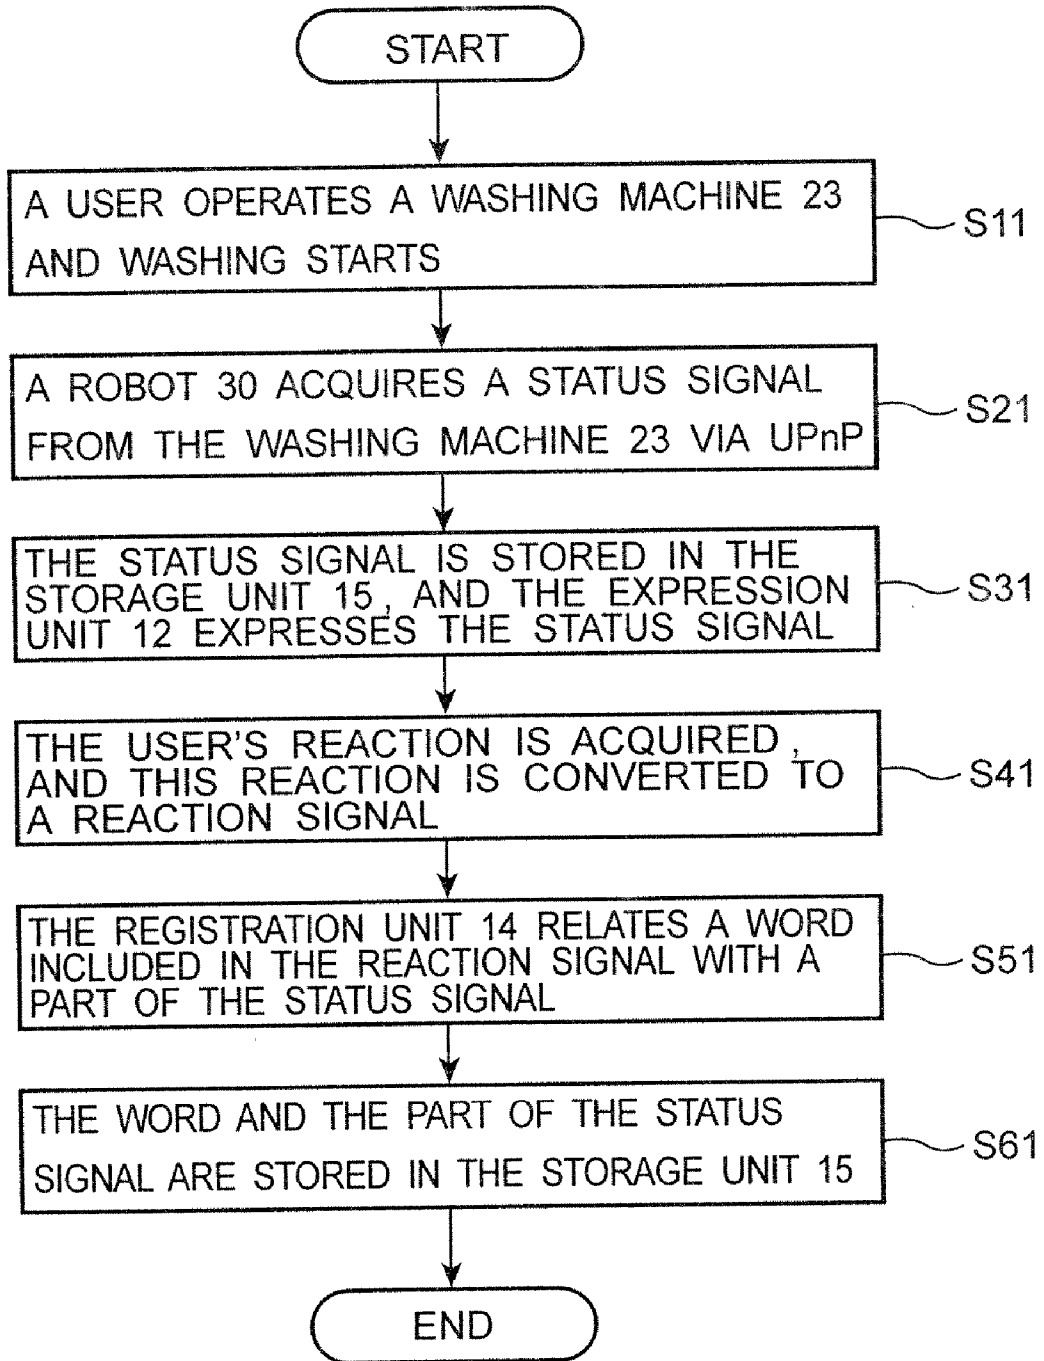 START
A USER OPERATES A WASHING MACHINE 23
AND WASHING STARTS
S11
A ROBOT 30 ACQUIRES A STATUS SIGNAL
FROM THE WASHING MACHINE 23 VIA UPnP
S21
THE STATUS SIGNAL IS STORED IN THE
STORAGE UNIT 15, AND THE EXPRESSION
UNIT 12 EXPRESSES THE STATUS SIGNAL
S31
THE USER'S REACTION IS ACQUIRED,
AND THIS REACTION IS CONVERTED TO
A REACTION SIGNAL
S41
THE REGISTRATION UNIT 14 RELATES A WORD
INCLUDED IN THE REACTION SIGNAL WITH A
PART OF THE STATUS SIGNAL
S51
THE WORD AND THE PART OF THE STATUS
SIGNAL ARE STORED IN THE STORAGE UNIT 15
S61
END